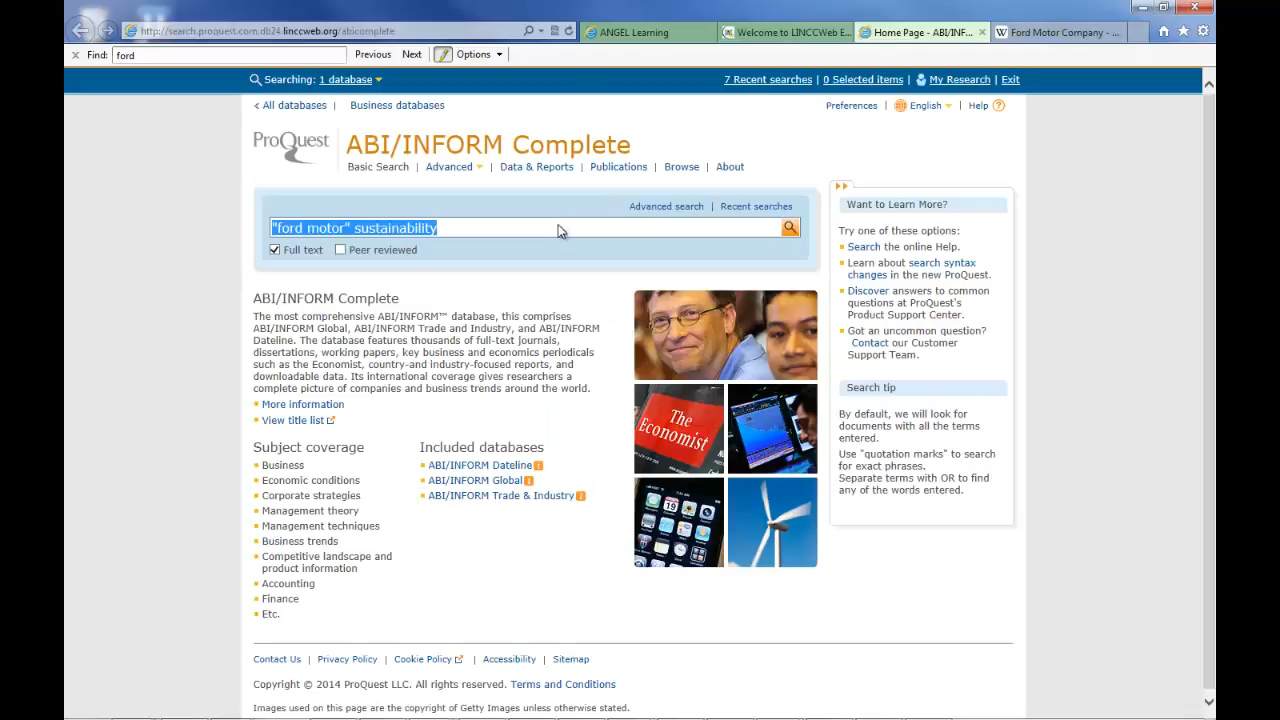 http://search.proquest.com.db24.linccweb.org/abicomplete
ANGEL Learning
Welcome to LINCCWeb E...
Home Page - ABI/INF...
W Ford Motor Company - ...
Find: ford
Previous Next Options
Searching: 1 database
7 Recent searches | 0 Selected items | My Research | Exit
< All databases | Business databases
Preferences | English | Help ?
ProQuest
ABI/INFORM Complete
Basic Search | Advanced | Data & Reports | Publications | Browse | About
Advanced search | Recent searches
"ford motor" sustainability
Full text Peer reviewed
ABI/INFORM Complete
The most comprehensive ABI/INFORM™ database, this comprises
ABI/INFORM Global, ABI/INFORM Trade and Industry, and ABI/INFORM
Dateline. The database features thousands of full-text journals,
dissertations, working papers, key business and economics periodicals
such as the Economist, country-and industry-focused reports, and
downloadable data. Its international coverage gives researchers a
complete picture of companies and business trends around the world.
More information
View title list
Subject coverage
Business
Economic conditions
Corporate strategies
Management theory
Management techniques
Business trends
Competitive landscape and
product information
Accounting
Finance
Etc.
Included databases
ABI/INFORM Dateline i
ABI/INFORM Global i
ABI/INFORM Trade & Industry i
The
Economist
Want to Learn More?
Try one of these options:
Search the online Help.
Learn about search syntax
changes in the new ProQuest.
Discover answers to common
questions at ProQuest's
Product Support Center.
Got an uncommon question?
Contact our Customer
Support Team.
Search tip
By default, we will look for
documents with all the terms
entered.
Use "quotation marks" to search
for exact phrases.
Separate terms with OR to find
any of the words entered.
Contact Us | Privacy Policy | Cookie Policy | Accessibility | Sitemap
Copyright © 2014 ProQuest LLC. All rights reserved. Terms and Conditions
Images used on this page are the copyright of Getty Images unless otherwise stated.